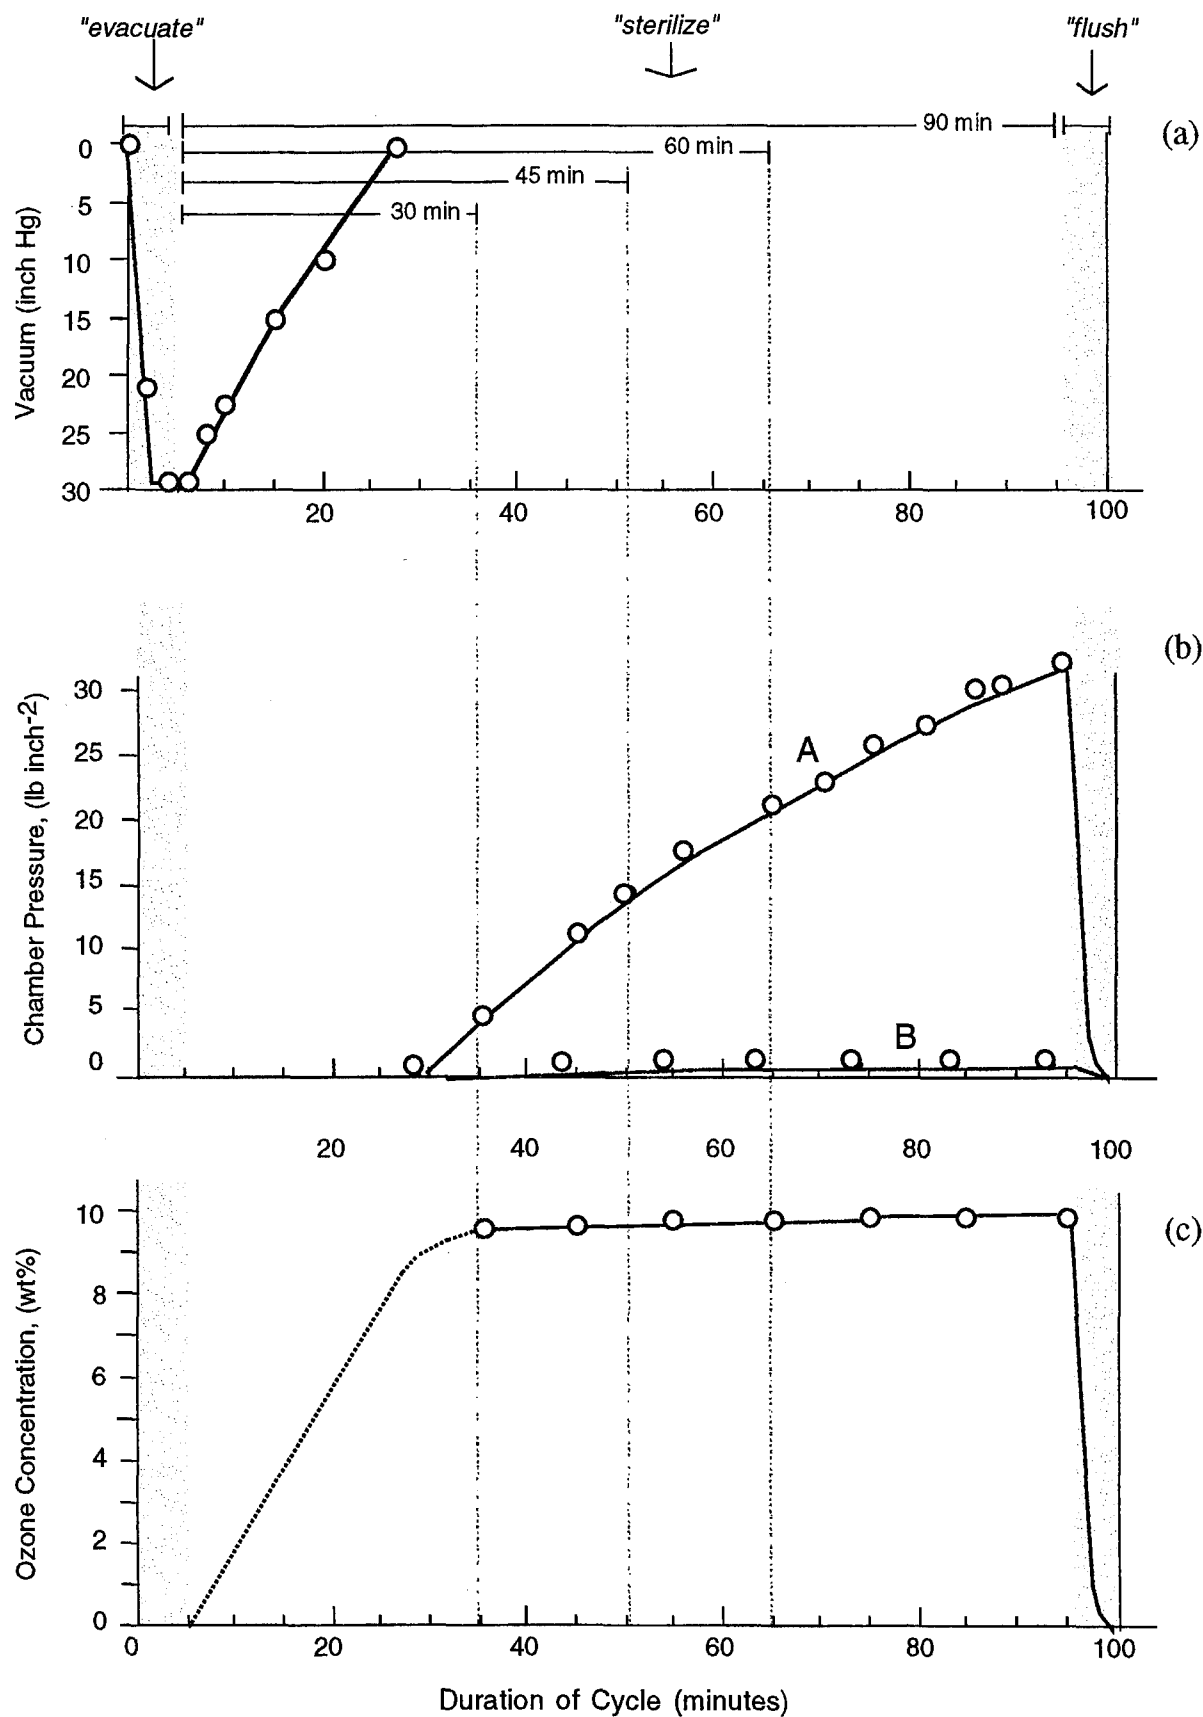 "evacuate" "sterilize" "flush"
90 min
(a)
60 min
45 min
30 min
Vacuum (inch Hg)
0
5
10
15
20
25
30
20 40 60 80 100
(b)
Chamber Pressure, (lb inch-2)
30
25
20
15
10
5
0
A
B
20 40 60 80 100
(c)
Ozone Concentration, (wt%)
10
8
6
4
2
0
0 20 40 60 80 100
Duration of Cycle (minutes)